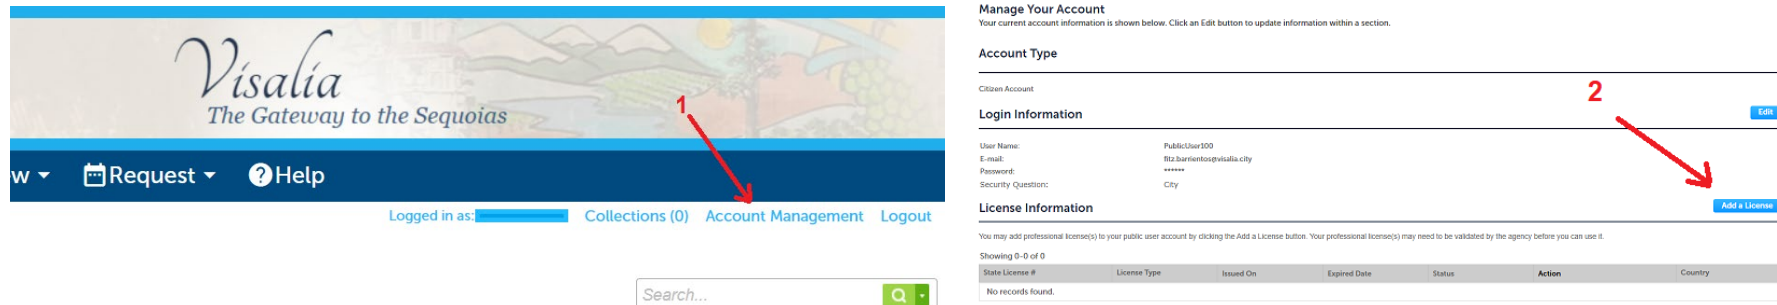 Visalia
The Gateway to the Sequoias
1
w
Request
Help
Logged in as:
Collections (0)
Account Management
Logout
Search...
Manage Your Account
Your current account information is shown below. Click an Edit button to update information within a section.
Account Type
Citizen Account
2
Login Information
Edit
User Name: PublicUser100
E-mail: fitz.barrientos@visalia.city
Password: ******
Security Question: City
License Information
Add a License
You may add professional license(s) to your public user account by clicking the Add a License button. Your professional license(s) may need to be validated by the agency before you can use it.
Showing 0-0 of 0
State License # License Type Issued On Expired Date Status Action Country
No records found.